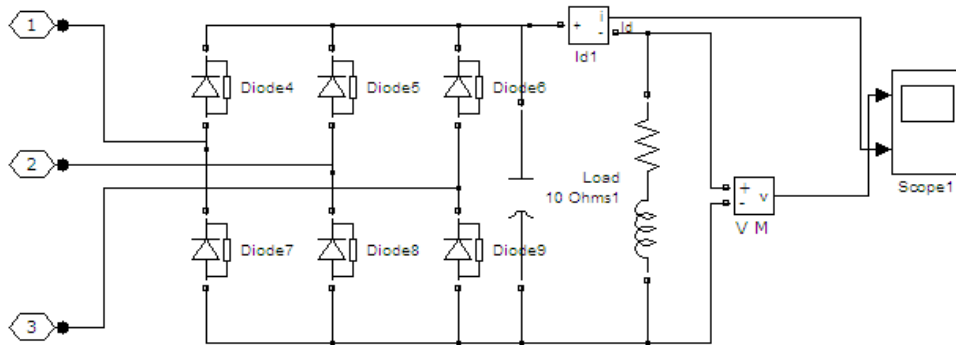 1
+
i
-
Id
Id1
Diode4
Diode5
Diode6
2
Load
10 Ohms1
+
-
v
V M
Scope1
Diode7
Diode8
Diode9
3